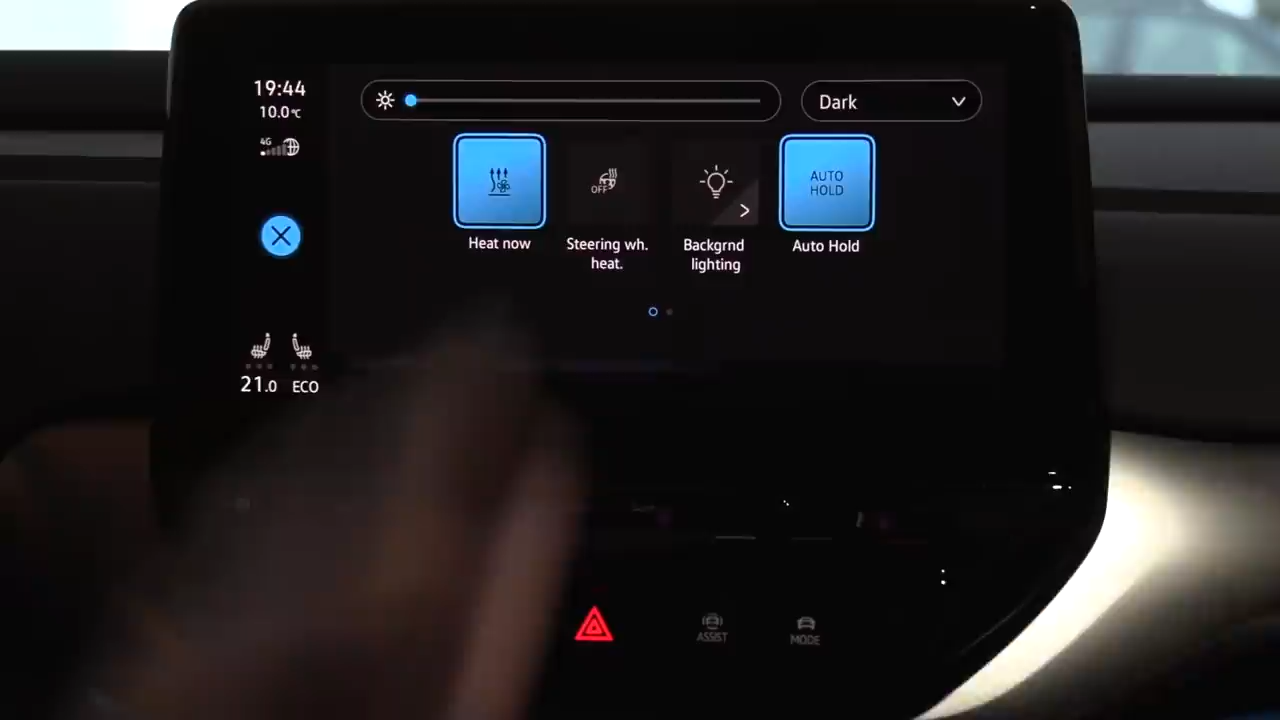 19:44
10.0°C
4G
Dark
AUTO
HOLD
OFF
Heat now
Steering wh.
heat.
Backgrnd
lighting
Auto Hold
21.0 ECO
ASSIST
MODE